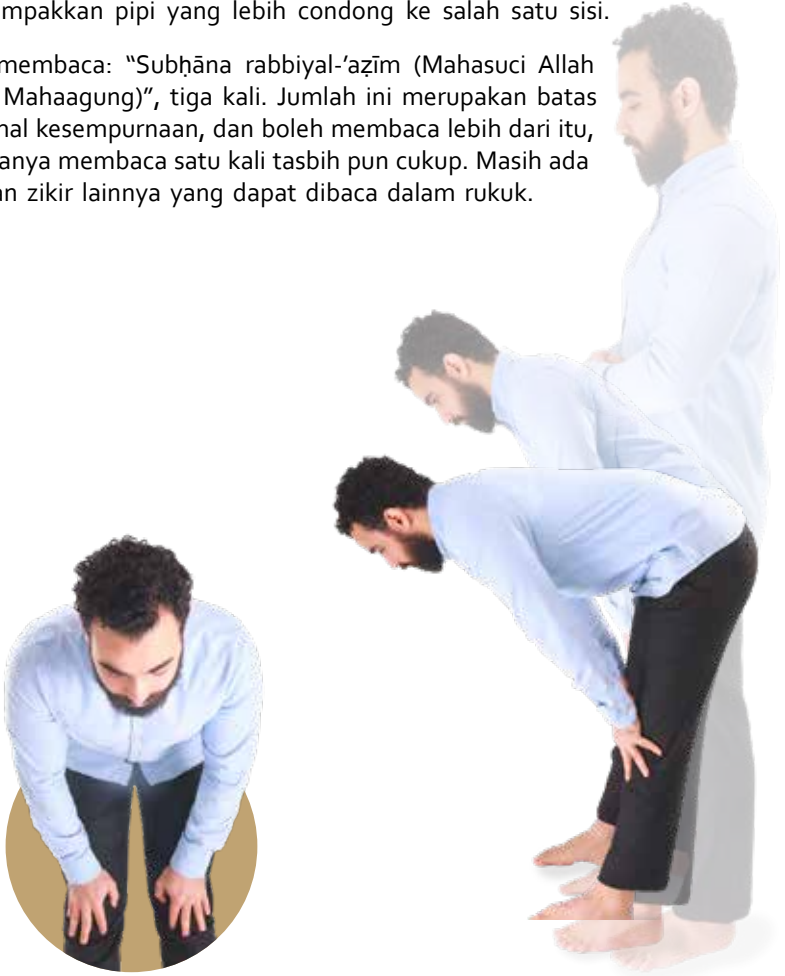 mpakkan pipi yang lebih condong ke salah satu sisi.
membaca: “Subḥāna rabbiyal-’aẓīm (Mahasuci Allah
Mahaagung)”, tiga kali. Jumlah ini merupakan batas
nal kesempurnaan, dan boleh membaca lebih dari itu,
anya membaca satu kali tasbih pun cukup. Masih ada
an zikir lainnya yang dapat dibaca dalam rukuk.